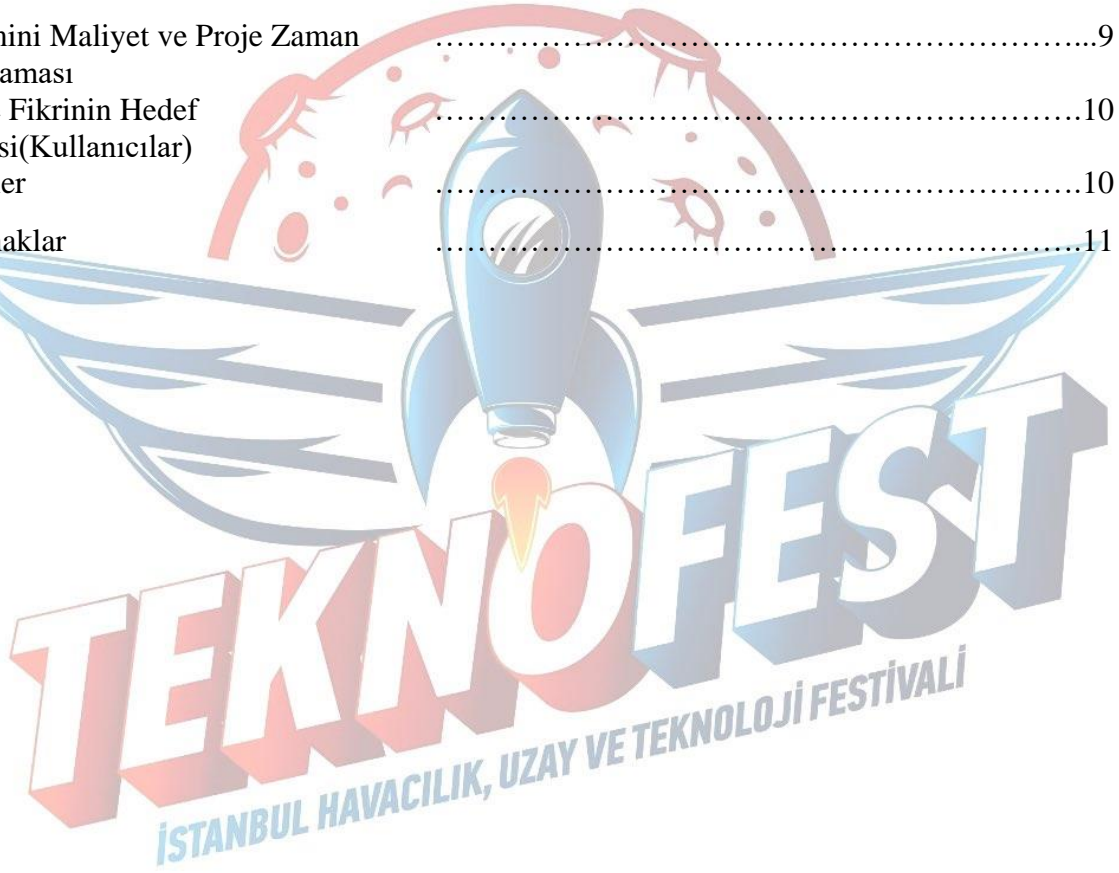 mini Maliyet ve Proje Zaman ……………………………………………………………...9
aması
Fikrinin Hedef ……………………………………………………………….10
si(Kullanıcılar)
er ……………………………………………………………….10
aklar ……………………………………………………………….11
TEKNOFEST
İSTANBUL HAVACILIK, UZAY VE TEKNOLOJİ FESTİVALİ